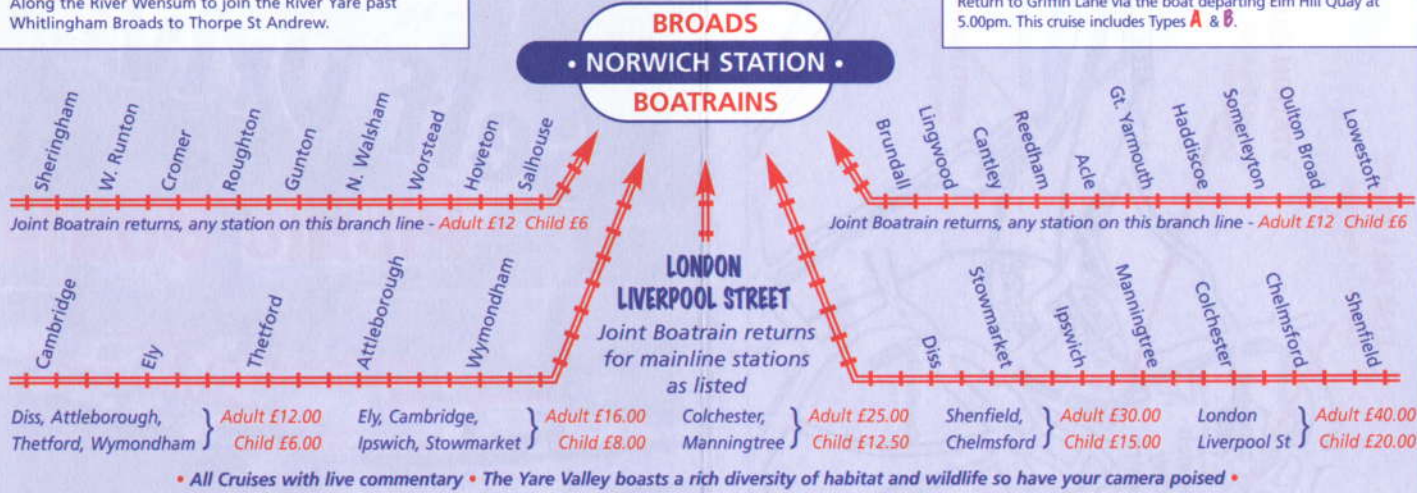 Along the River Wensum to join the River Yare past
Whitlingham Broads to Thorpe St Andrew.
Return to Griffin Lane via the boat departing Elm Hill Quay at
5.00pm. This cruise includes Types A & B.
BROADS
• NORWICH STATION •
BOATRAINS
Sheringham
W. Runton
Cromer
Roughton
Gunton
N. Walsham
Worstead
Hoveton
Salhouse
Joint Boatrain returns, any station on this branch line - Adult £12 Child £6
Brundall
Lingwood
Cantley
Reedham
Acle
Gt. Yarmouth
Haddiscoe
Somerleyton
Oulton Broad
Lowestoft
Joint Boatrain returns, any station on this branch line - Adult £12 Child £6
Cambridge
Ely
Thetford
Attleborough
Wymondham
LONDON
LIVERPOOL STREET
Joint Boatrain returns
for mainline stations
as listed
Diss
Stowmarket
Ipswich
Manningtree
Colchester
Chelmsford
Shenfield
Diss, Attleborough,
Thetford, Wymondham } Adult £12.00
Child £6.00
Ely, Cambridge,
Ipswich, Stowmarket } Adult £16.00
Child £8.00
Colchester,
Manningtree } Adult £25.00
Child £12.50
Shenfield,
Chelmsford } Adult £30.00
Child £15.00
London
Liverpool St } Adult £40.00
Child £20.00
• All Cruises with live commentary • The Yare Valley boasts a rich diversity of habitat and wildlife so have your camera poised •